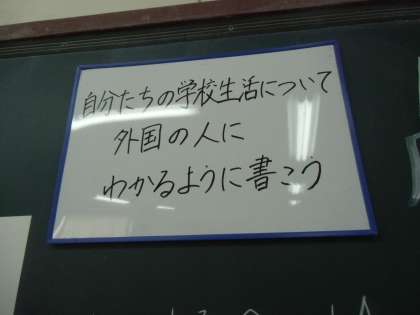 自分たちの学校生活について
外国の人に
わかるように書こう